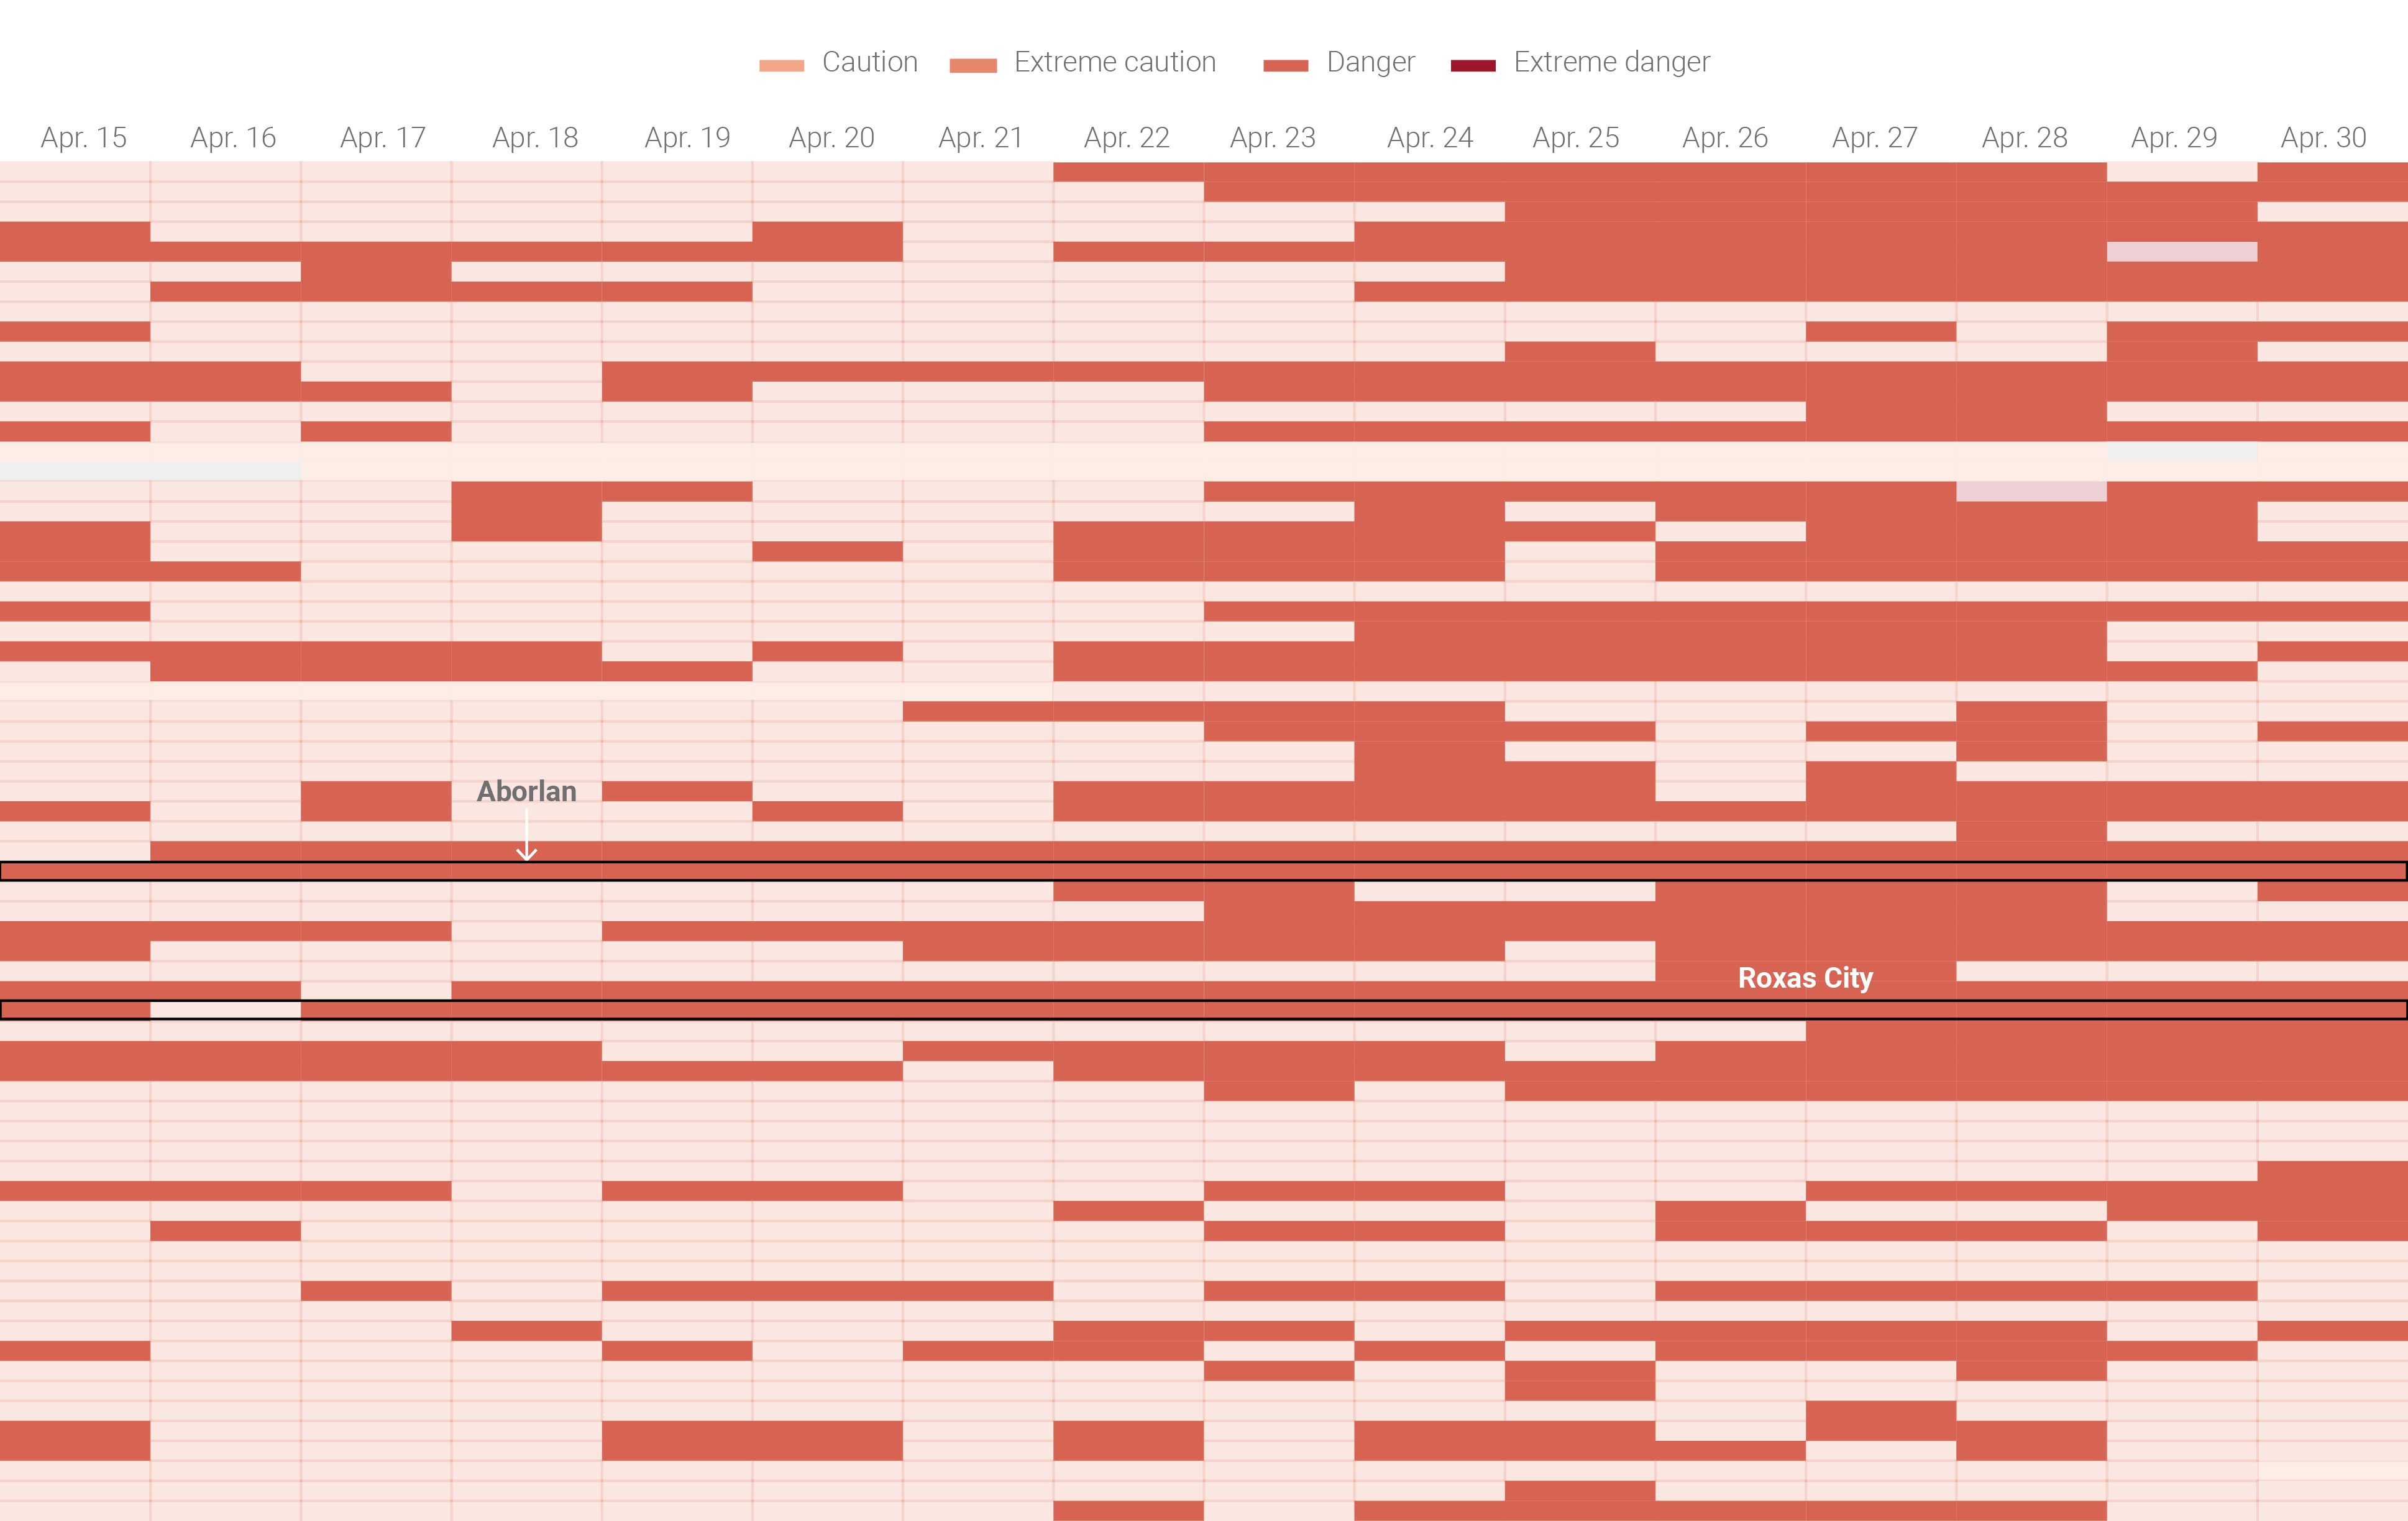 Caution Extreme caution Danger Extreme danger
Apr. 15 Apr. 16 Apr. 17 Apr. 18 Apr. 19 Apr. 20 Apr. 21 Apr. 22 Apr. 23 Apr. 24 Apr. 25 Apr. 26 Apr. 27 Apr. 28 Apr. 29 Apr. 30
Aborlan
Roxas City